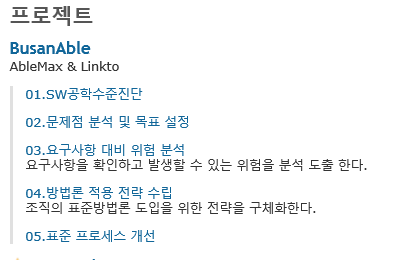 프로젝트
BusanAble
AbleMax & Linkto
01.SW공학수준진단
02.문제점 분석 및 목표 설정
03.요구사항 대비 위험 분석
요구사항을 확인하고 발생할 수 있는 위험을 분석 도출 한다.
04.방법론 적용 전략 수립
조직의 표준방법론 도입을 위한 전략을 구체화한다.
05.표준 프로세스 개선